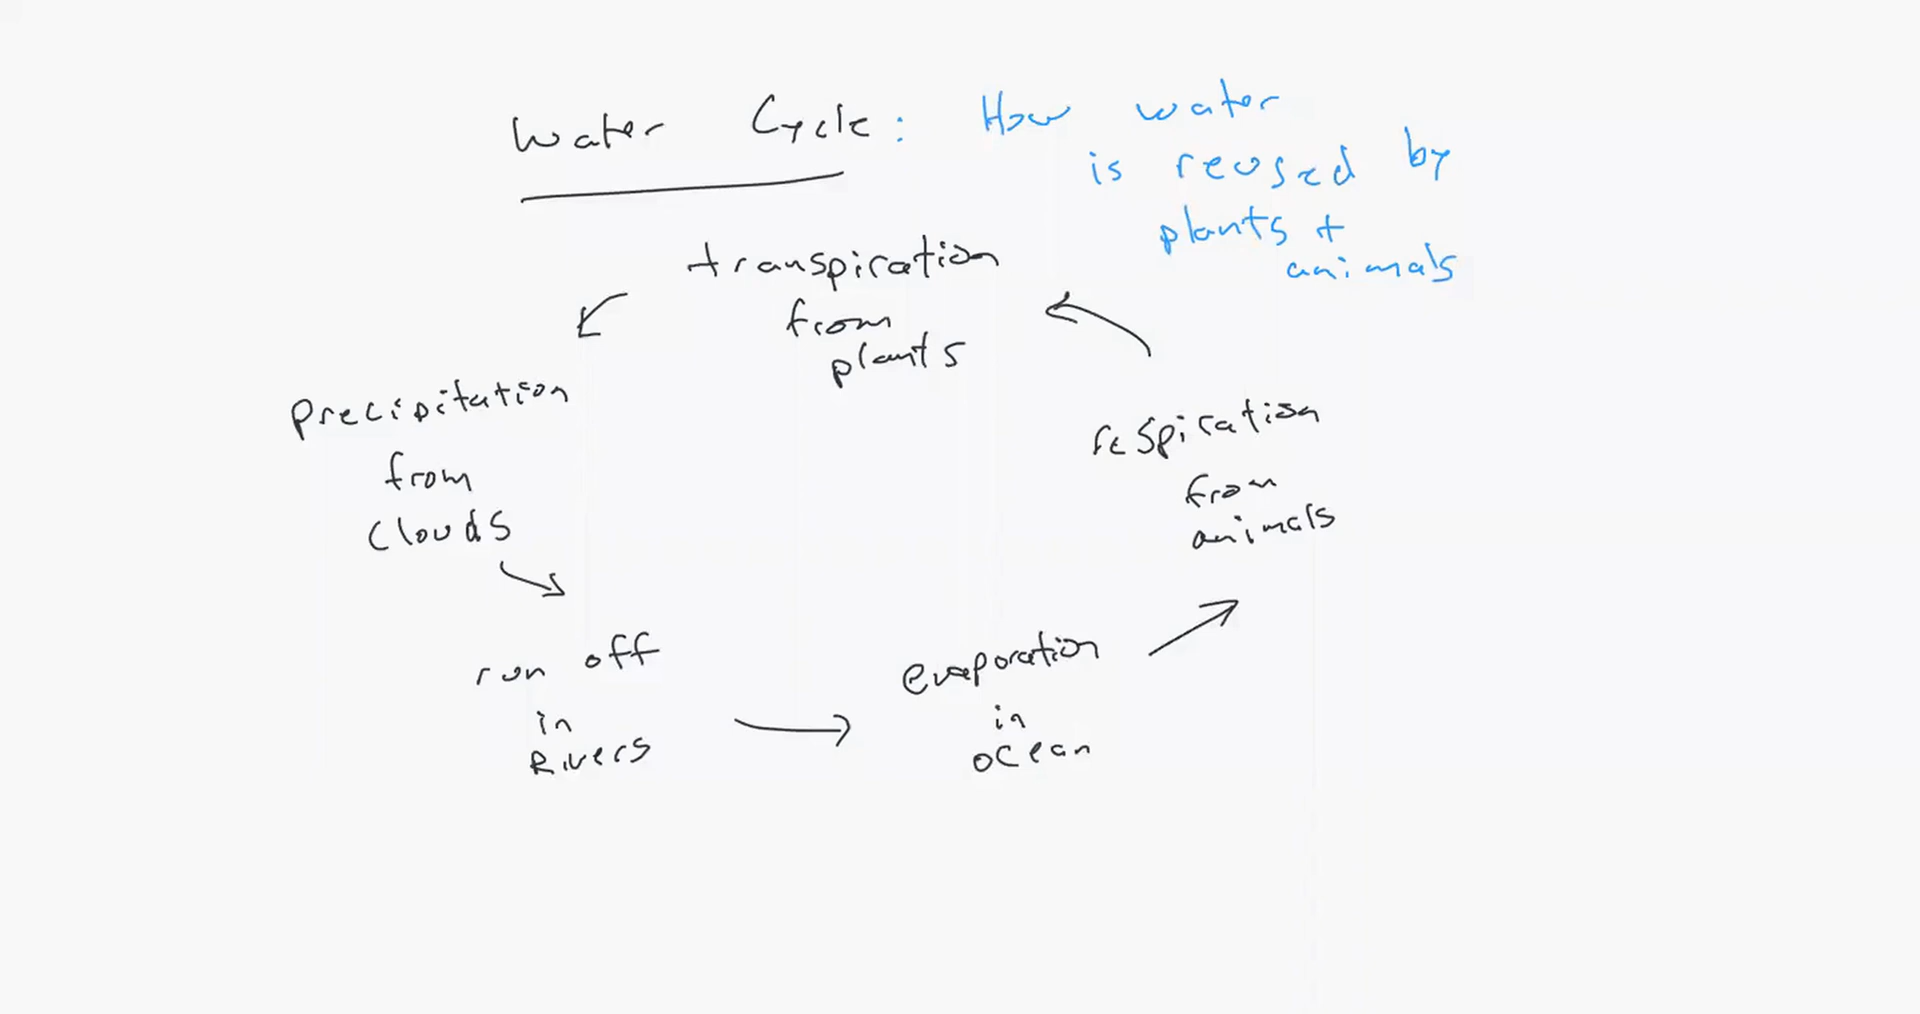 Water Cycle: How water
is reused by
plants +
animals
transpiration
from
plants
Precipitation
from
Clouds
respiration
from
animals
run off
in
Rivers
evaporation
in
ocean